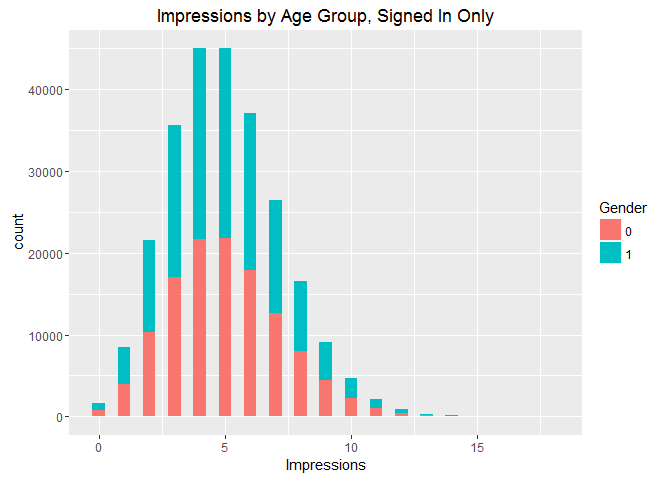 Impressions by Age Group, Signed In Only
count
40000
30000
20000
10000
0
0 5 10 15
Impressions
Gender
0
1